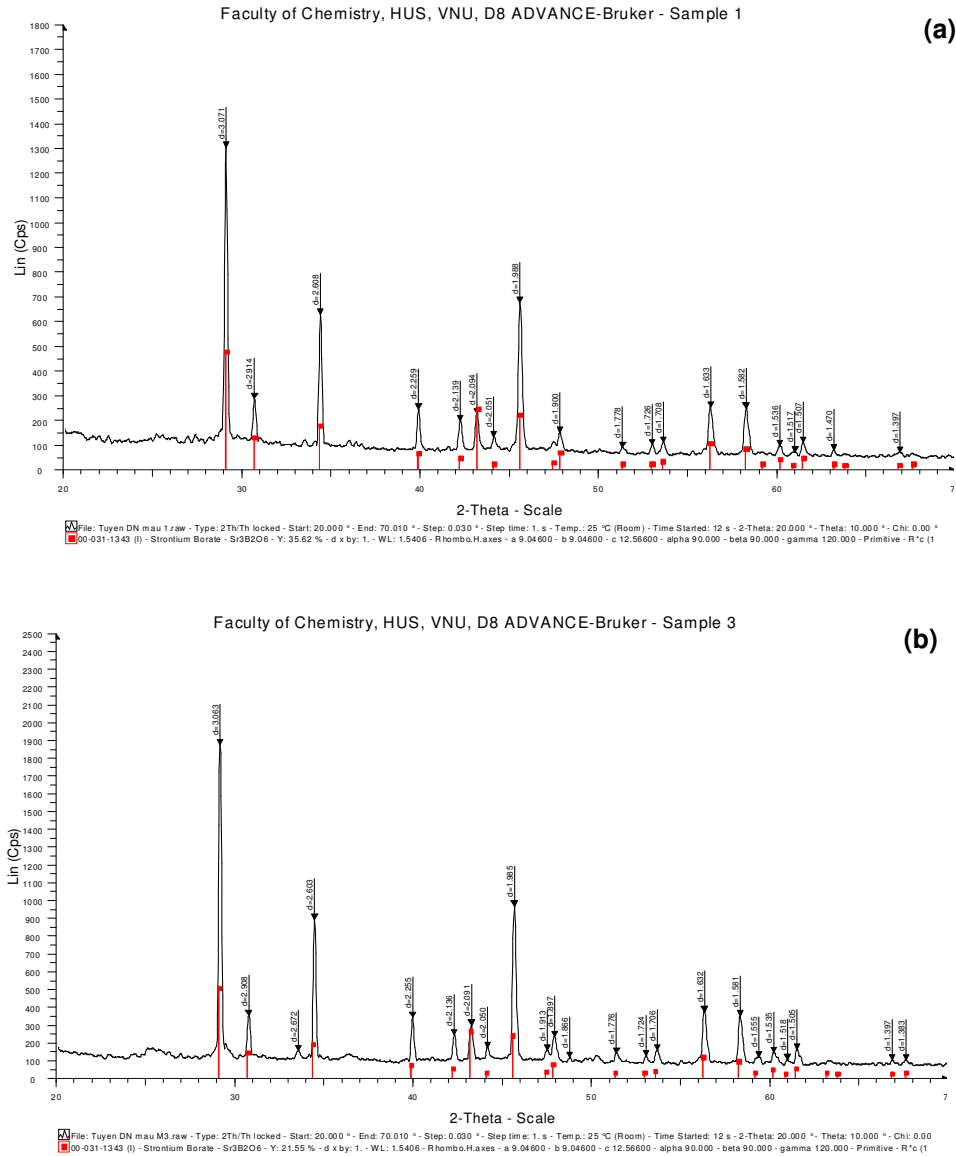 Faculty of Chemistry, HUS, VNU, D8 ADVANCE-Bruker - Sample 1
(a)
Lin (Cps)
1800
1700
1600
1500
1400
1300
1200
1100
1000
900
800
700
600
500
400
300
200
100
0
d=3.071
d=2.914
d=2.608
d=2.259
d=2.139
d=2.094
d=2.051
d=1.988
d=1.900
d=1.778
d=1.726
d=1.708
d=1.633
d=1.582
d=1.536
d=1.517
d=1.507
d=1.470
d=1.397
20 30 40 50 60 7
2-Theta - Scale
File: Tuyen DN mau 1.raw - Type: 2Th/Th locked - Start: 20.000 ° - End: 70.010 ° - Step: 0.030 ° - Step time: 1. s - Temp.: 25 °C (Room) - Time Started: 12 s - 2-Theta: 20.000 ° - Theta: 10.000 ° - Chi: 0.00 °
00-031-1343 (I) - Strontium Borate - Sr3B2O6 - Y: 35.62 % - d x by: 1. - WL: 1.5406 - Rhombo.H.axes - a 9.04600 - b 9.04600 - c 12.56600 - alpha 90.000 - beta 90.000 - gamma 120.000 - Primitive - R*c (1
Faculty of Chemistry, HUS, VNU, D8 ADVANCE-Bruker - Sample 3
(b)
Lin (Cps)
2500
2400
2300
2200
2100
2000
1900
1800
1700
1600
1500
1400
1300
1200
1100
1000
900
800
700
600
500
400
300
200
100
0
d=3.063
d=2.908
d=2.672
d=2.603
d=2.255
d=2.136
d=2.091
d=2.050
d=1.985
d=1.913
d=1.897
d=1.866
d=1.776
d=1.724
d=1.706
d=1.632
d=1.581
d=1.555
d=1.535
d=1.518
d=1.505
d=1.397
d=1.383
20 30 40 50 60 7
2-Theta - Scale
File: Tuyen DN mau M3.raw - Type: 2Th/Th locked - Start: 20.000 ° - End: 70.010 ° - Step: 0.030 ° - Step time: 1. s - Temp.: 25 °C (Room) - Time Started: 12 s - 2-Theta: 20.000 ° - Theta: 10.000 ° - Chi: 0.00
00-031-1343 (I) - Strontium Borate - Sr3B2O6 - Y: 21.55 % - d x by: 1. - WL: 1.5406 - Rhombo.H.axes - a 9.04600 - b 9.04600 - c 12.56600 - alpha 90.000 - beta 90.000 - gamma 120.000 - Primitive - R*c (1